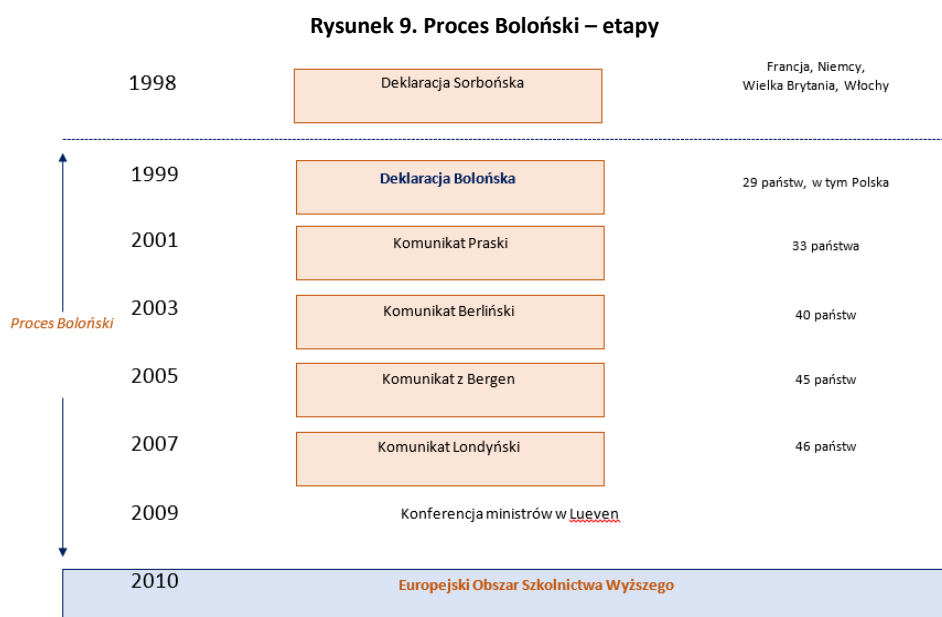 Rysunek 9. Proces Boloński – etapy
1998
Deklaracja Sorbońska
Francja, Niemcy,
Wielka Brytania, Włochy
1999
Deklaracja Bolońska
29 państw, w tym Polska
2001
Komunikat Praski
33 państwa
2003
Komunikat Berliński
40 państw
Proces Boloński
2005
Komunikat z Bergen
45 państw
2007
Komunikat Londyński
46 państw
2009
Konferencja ministrów w Lueven
2010
Europejski Obszar Szkolnictwa Wyższego